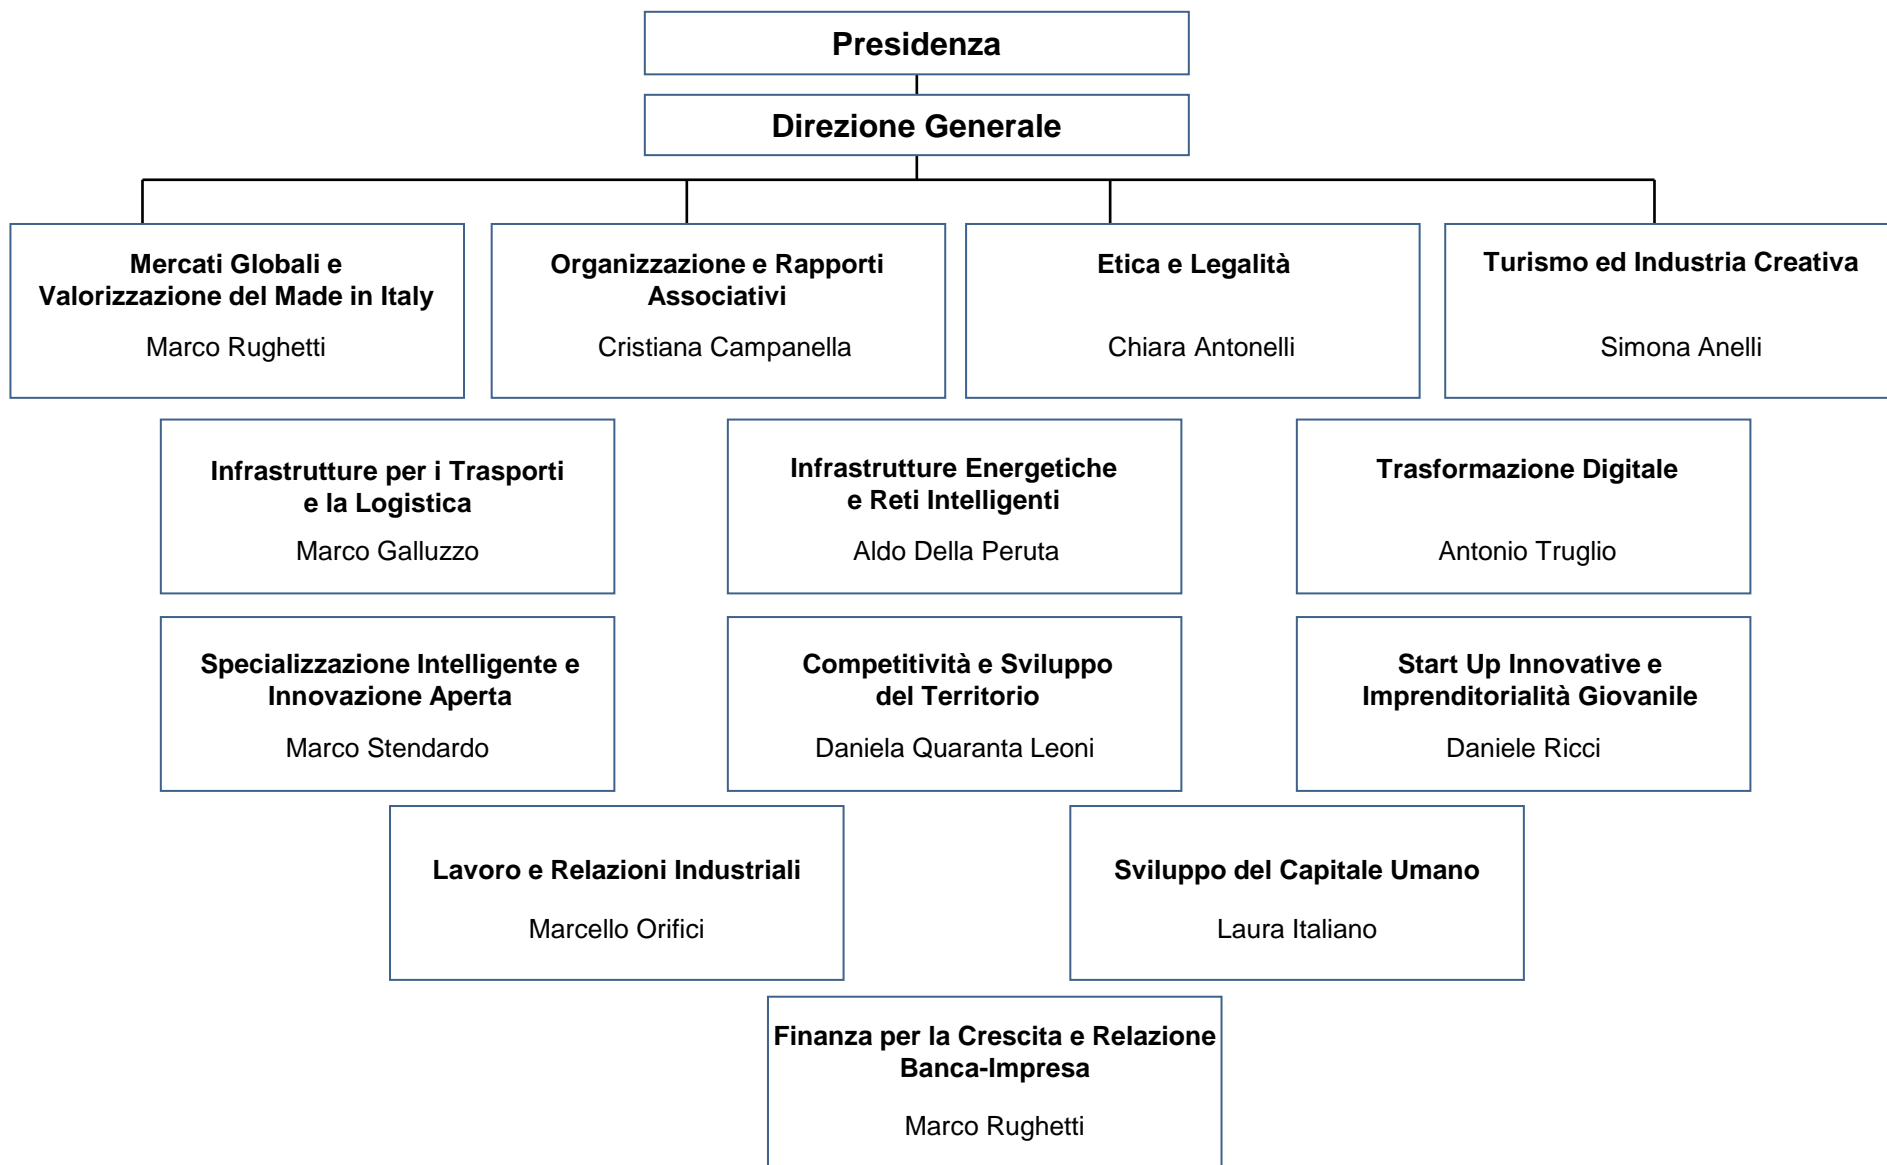 Presidenza
Direzione Generale
Mercati Globali e
Valorizzazione del Made in Italy
Marco Rughetti
Organizzazione e Rapporti
Associativi
Cristiana Campanella
Etica e Legalità
Chiara Antonelli
Turismo ed Industria Creativa
Simona Anelli
Infrastrutture per i Trasporti
e la Logistica
Marco Galluzzo
Infrastrutture Energetiche
e Reti Intelligenti
Aldo Della Peruta
Trasformazione Digitale
Antonio Truglio
Specializzazione Intelligente e
Innovazione Aperta
Marco Stendardo
Competitività e Sviluppo
del Territorio
Daniela Quaranta Leoni
Start Up Innovative e
Imprenditorialità Giovanile
Daniele Ricci
Lavoro e Relazioni Industriali
Marcello Orifici
Sviluppo del Capitale Umano
Laura Italiano
Finanza per la Crescita e Relazione
Banca-Impresa
Marco Rughetti